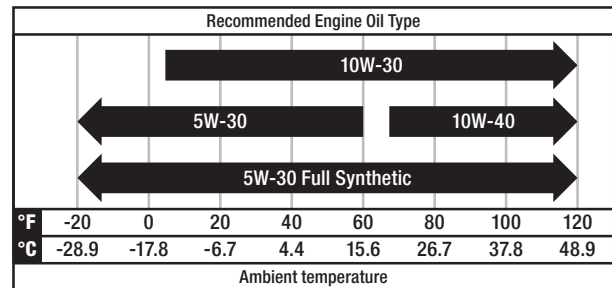 Recommended Engine Oil Type
10W-30
5W-30 10W-40
5W-30 Full Synthetic
°F -20 0 20 40 60 80 100 120
°C -28.9 -17.8 -6.7 4.4 15.6 26.7 37.8 48.9
Ambient temperature